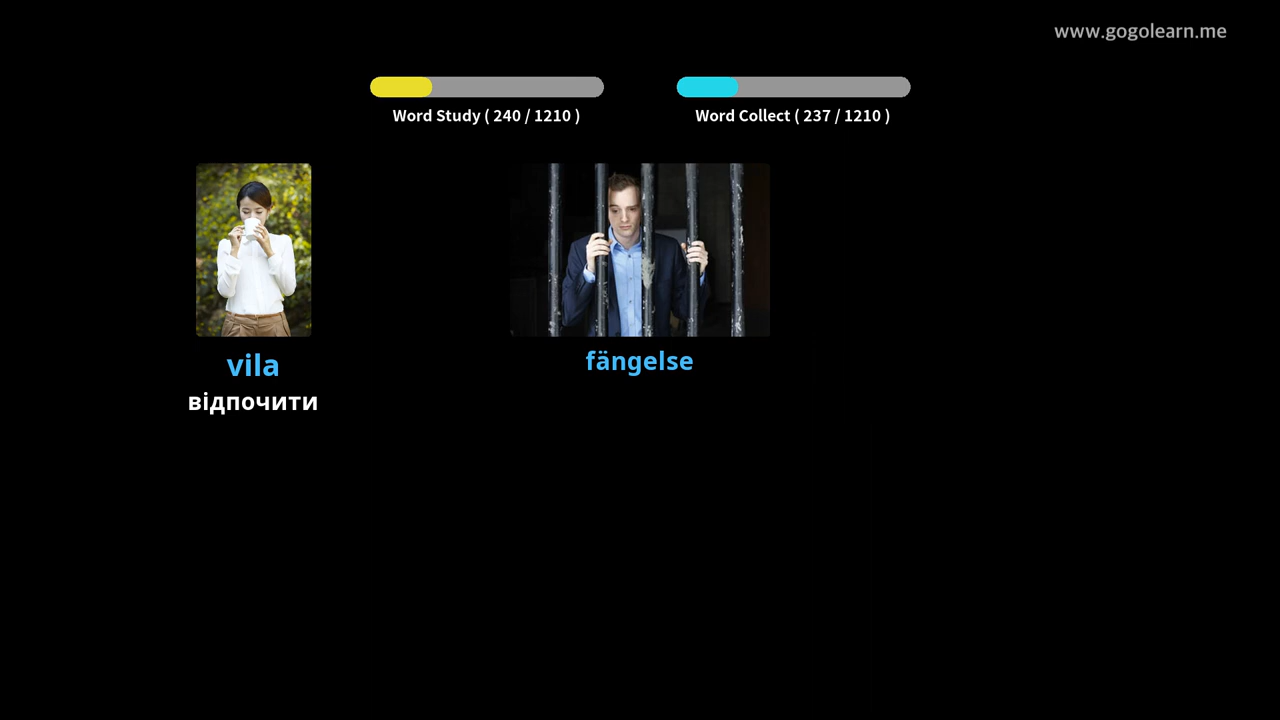 www.gogolearn.me
Word Study ( 240 / 1210 )
Word Collect ( 237 / 1210 )
vila
відпочити
fängelse